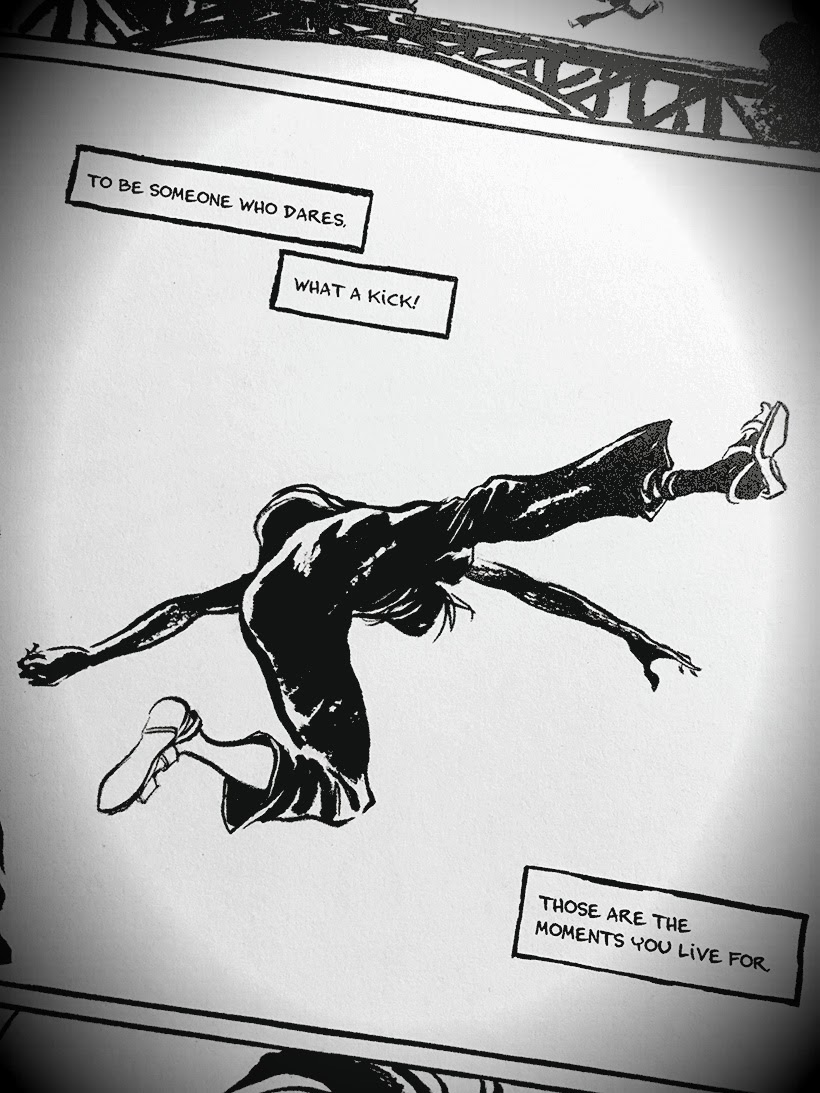 TO BE SOMEONE WHO DARES.
WHAT A KiCK!
THOSE ARE THE
MOMENTS YOU LiVE FOR.